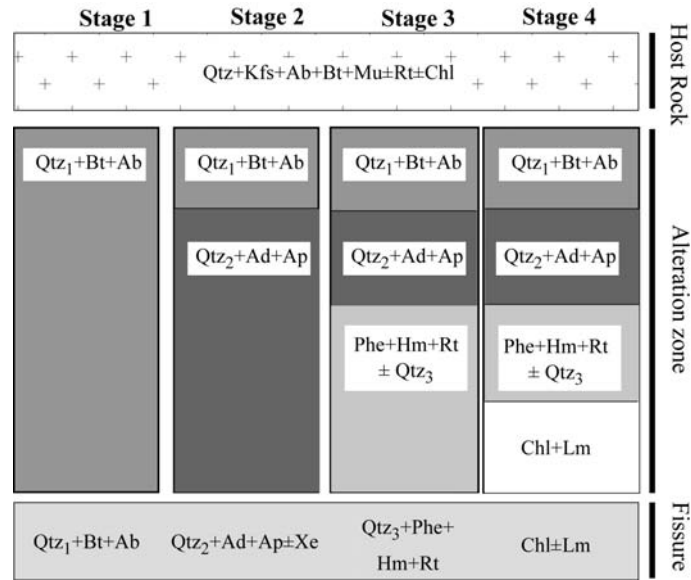 Stage 1 Stage 2 Stage 3 Stage 4
Qtz+Kfs+Ab+Bt+Mu±Rt±Chl
Host Rock
Qtz₁+Bt+Ab Qtz₁+Bt+Ab Qtz₁+Bt+Ab Qtz₁+Bt+Ab
Qtz₂+Ad+Ap Qtz₂+Ad+Ap Qtz₂+Ad+Ap
Phe+Hm+Rt Phe+Hm+Rt
± Qtz₃ ± Qtz₃
Chl+Lm
Alteration zone
Qtz₁+Bt+Ab Qtz₂+Ad+Ap±Xe Qtz₃+Phe+ Chl±Lm
Hm+Rt
Fissure